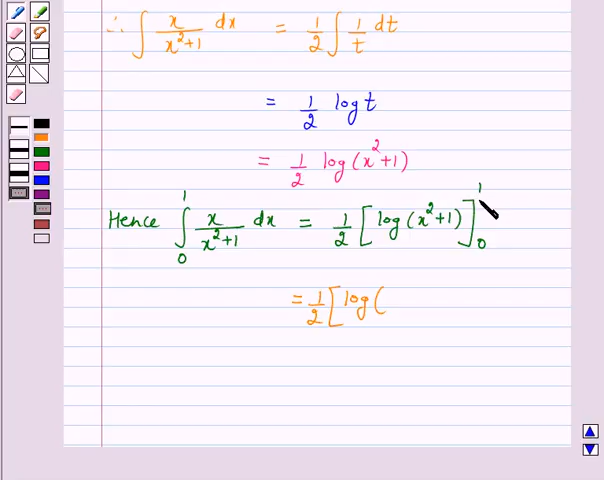 ∴ ∫ x/(x²+1) dx = 1/2 ∫ 1/t dt
= 1/2 log t
= 1/2 log(x²+1)
Hence ∫₀¹ x/(x²+1) dx = 1/2 [log(x²+1)]₀¹
= 1/2 [log(